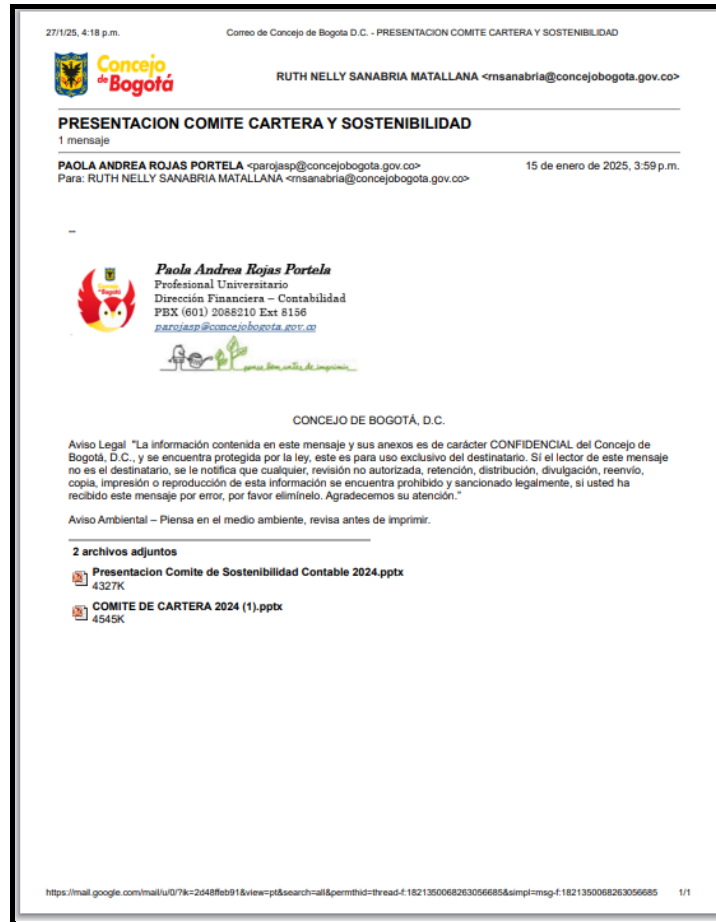 27/1/25, 4:18 p.m.
Correo de Concejo de Bogota D.C. - PRESENTACION COMITE CARTERA Y SOSTENIBILIDAD
Concejo
de Bogotá
RUTH NELLY SANABRIA MATALLANA <rnsanabria@concejobogota.gov.co>
PRESENTACION COMITE CARTERA Y SOSTENIBILIDAD
1 mensaje
PAOLA ANDREA ROJAS PORTELA <parojasp@concejobogota.gov.co>
15 de enero de 2025, 3:59 p.m.
Para: RUTH NELLY SANABRIA MATALLANA <rnsanabria@concejobogota.gov.co>
--
Concejo
de Bogotá
Paola Andrea Rojas Portela
Profesional Universitario
Dirección Financiera – Contabilidad
PBX (601) 2088210 Ext 8156
parojasp@concejobogota.gov.co
antes de imprimir
CONCEJO DE BOGOTÁ, D.C.
Aviso Legal "La información contenida en este mensaje y sus anexos es de carácter CONFIDENCIAL del Concejo de
Bogotá, D.C., y se encuentra protegida por la ley, este es para uso exclusivo del destinatario. Sí el lector de este mensaje
no es el destinatario, se le notifica que cualquier, revisión no autorizada, retención, distribución, divulgación, reenvío,
copia, impresión o reproducción de esta información se encuentra prohibido y sancionado legalmente, si usted ha
recibido este mensaje por error, por favor elimínelo. Agradecemos su atención."
Aviso Ambiental – Piensa en el medio ambiente, revisa antes de imprimir.
2 archivos adjuntos
Presentacion Comite de Sostenibilidad Contable 2024.pptx
4327K
COMITE DE CARTERA 2024 (1).pptx
4545K
https://mail.google.com/mail/u/0/?ik=2d48ffeb91&view=pt&search=all&permthid=thread-f:1821350068263056685&simpl=msg-f:1821350068263056685
1/1